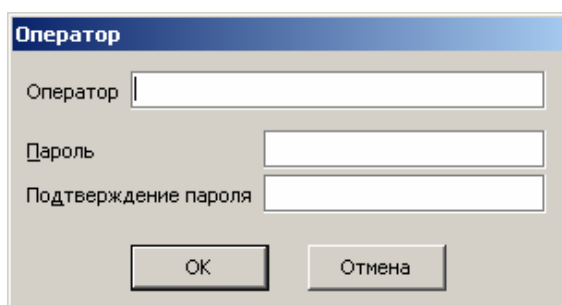 Оператор
Оператор
Пароль
Подтверждение пароля
OK Отмена